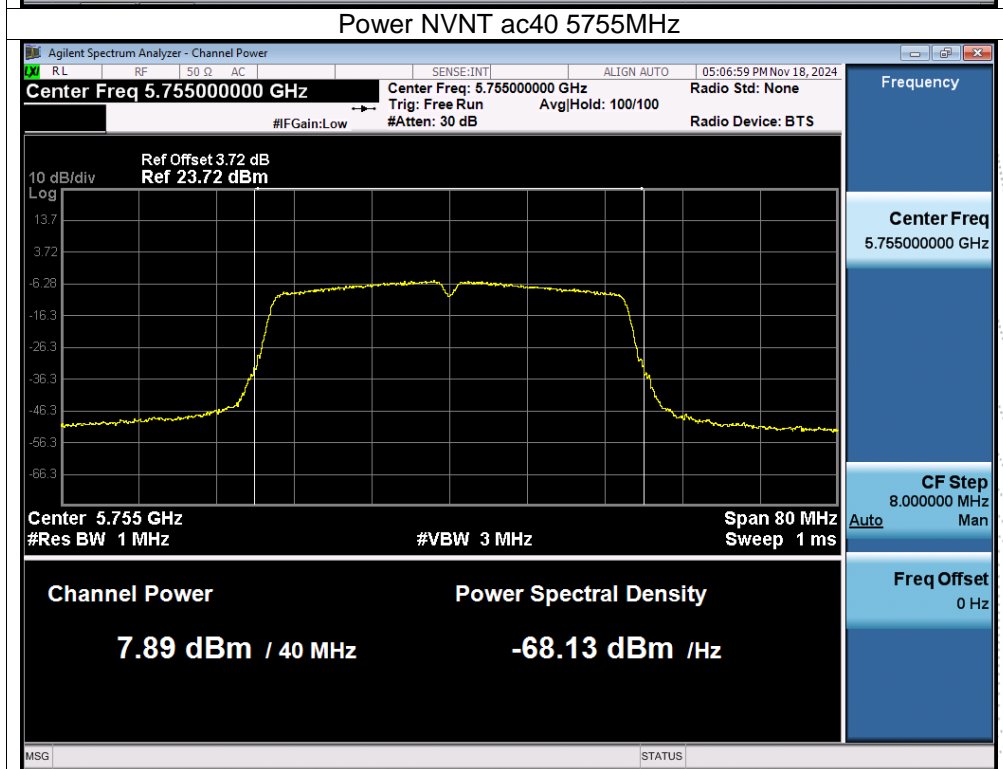 Power NVNT ac40 5755MHz
Agilent Spectrum Analyzer - Channel Power
LXI RL RF 50 Ω AC SENSE:INT ALIGN AUTO 05:06:59 PM Nov 18, 2024
Center Freq 5.755000000 GHz
Center Freq: 5.755000000 GHz
Radio Std: None
Trig: Free Run Avg|Hold: 100/100
#IFGain:Low
#Atten: 30 dB
Radio Device: BTS
Ref Offset 3.72 dB
10 dB/div Ref 23.72 dBm
Log
13.7
3.72
-6.28
-16.3
-26.3
-36.3
-46.3
-56.3
-66.3
Center 5.755 GHz
Span 80 MHz
#Res BW 1 MHz
#VBW 3 MHz
Sweep 1 ms
Channel Power
Power Spectral Density
7.89 dBm / 40 MHz
-68.13 dBm /Hz
MSG
STATUS
Frequency
Center Freq
5.755000000 GHz
CF Step
8.000000 MHz
Auto Man
Freq Offset
0 Hz